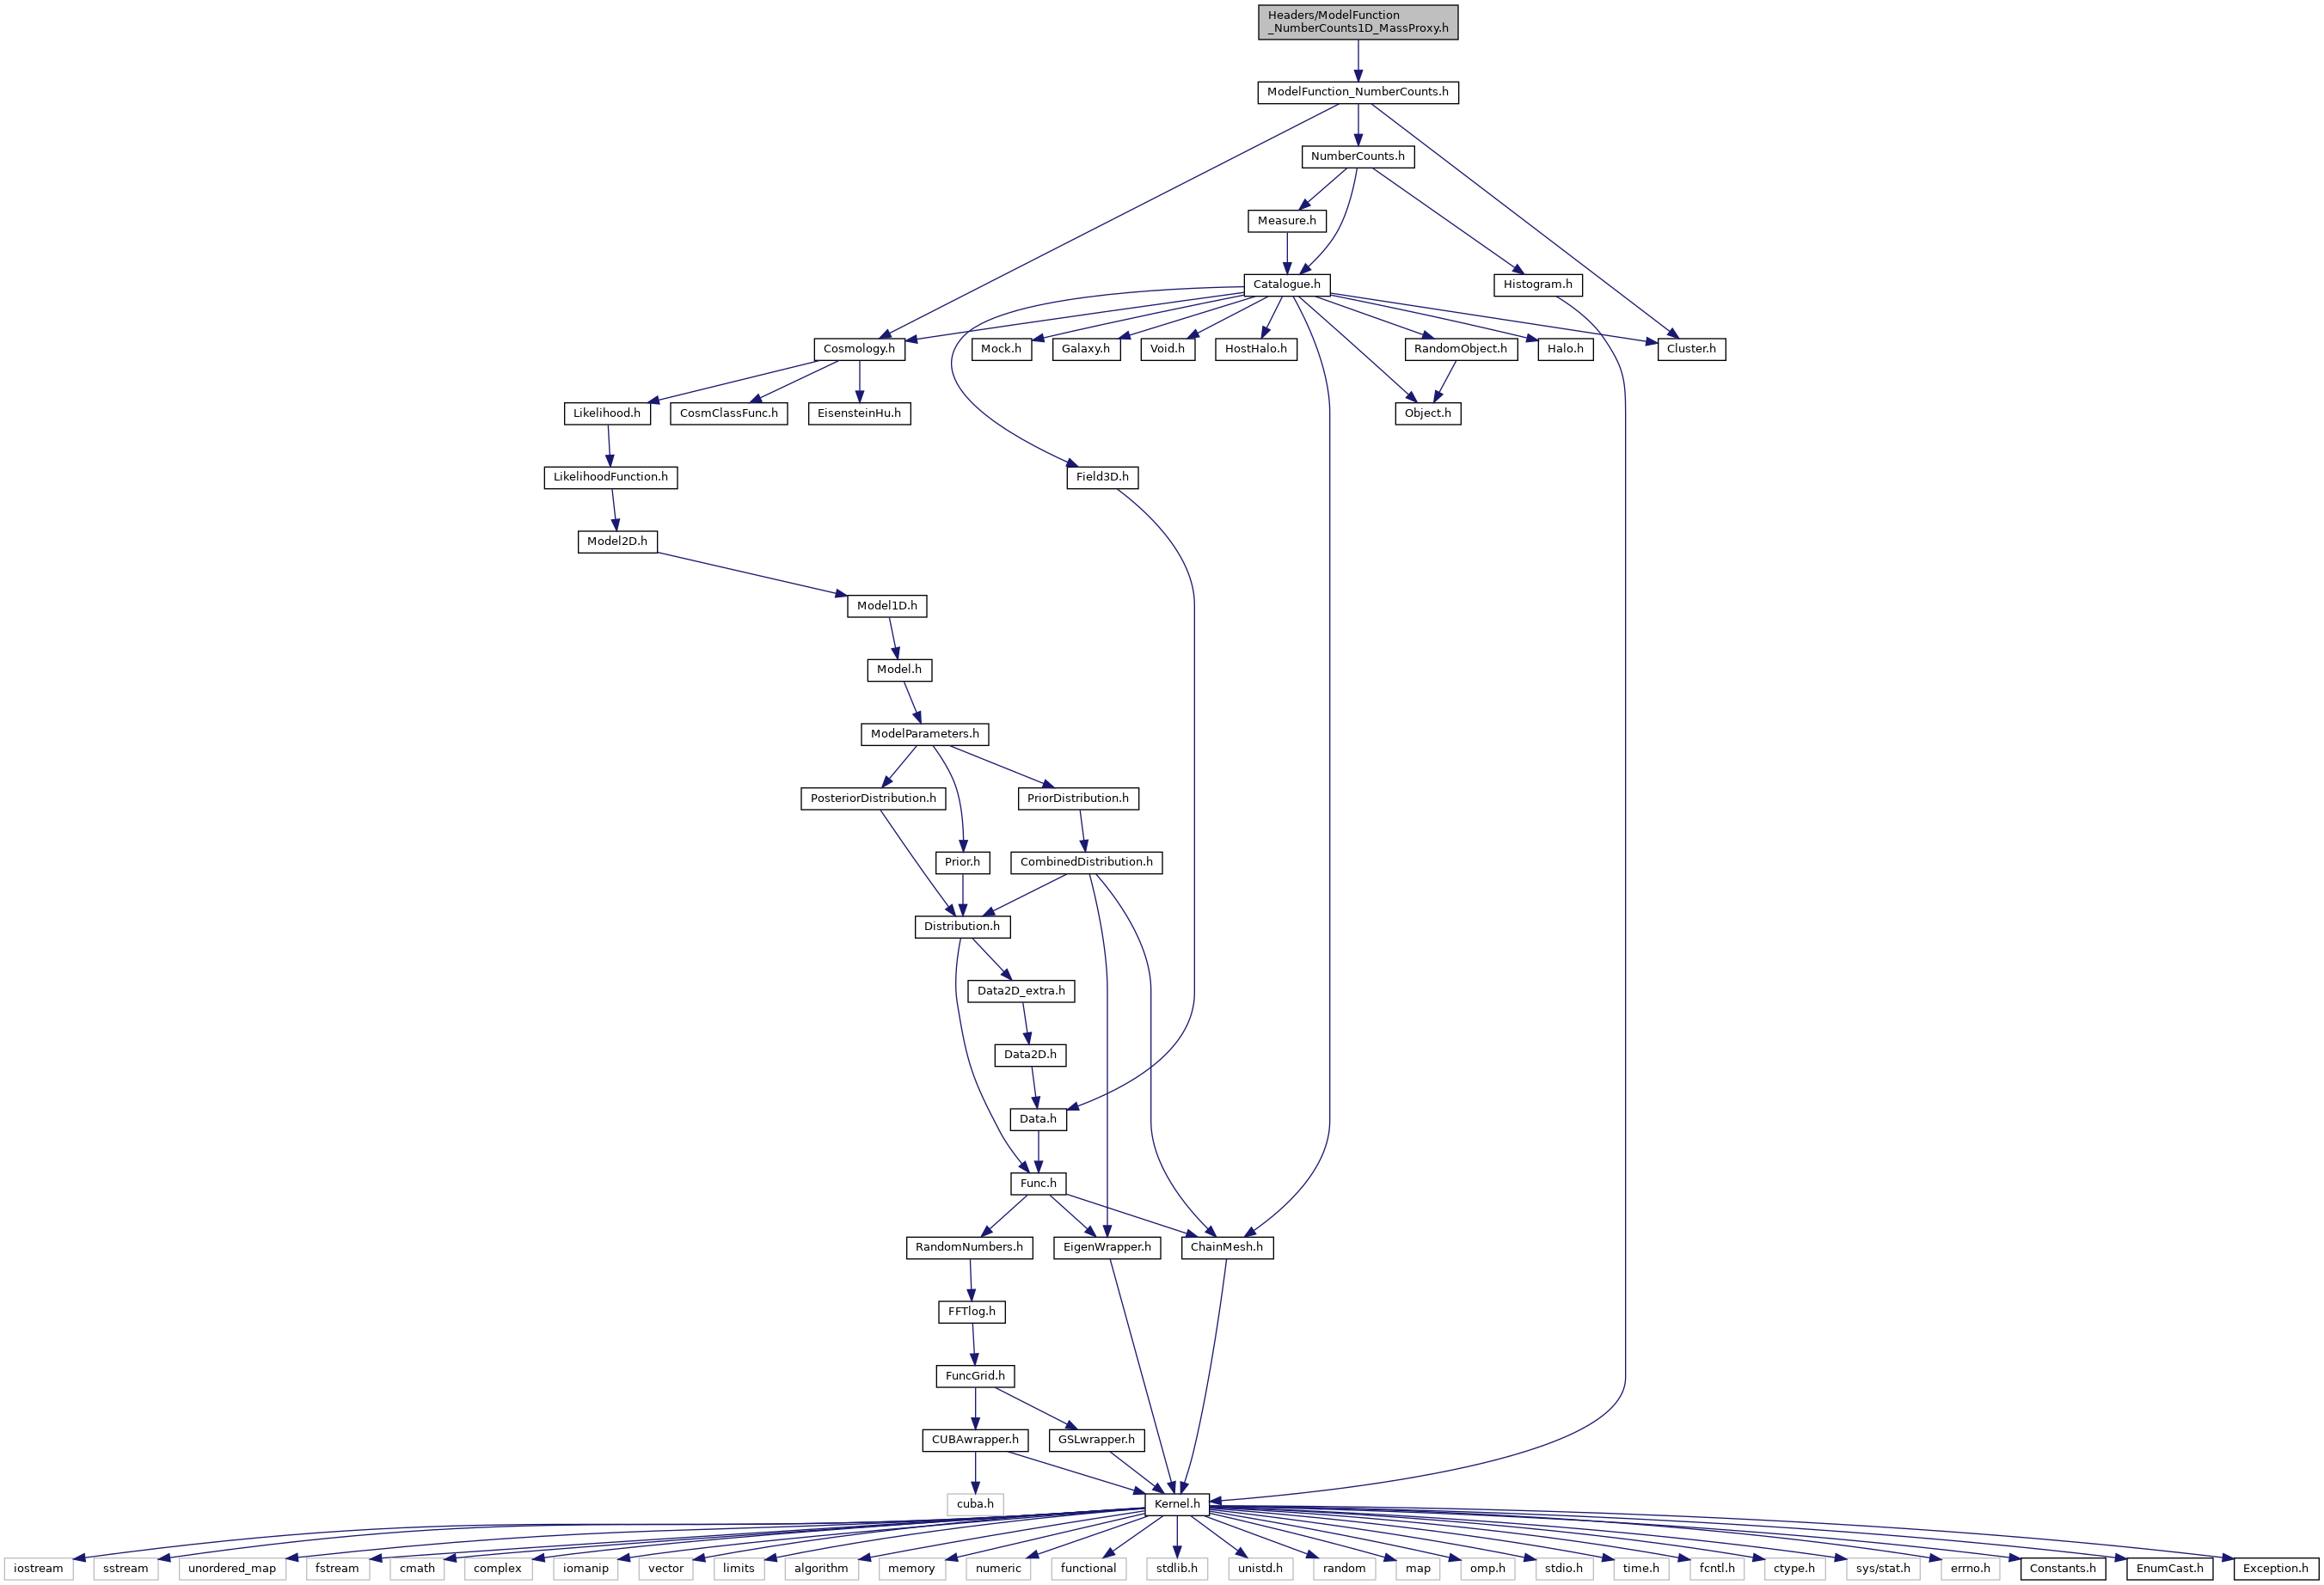 Headers/ModelFunction
_NumberCounts1D_MassProxy.h
ModelFunction_NumberCounts.h
NumberCounts.h
Measure.h
Catalogue.h
Histogram.h
Cosmology.h
Mock.h
Galaxy.h
Void.h
HostHalo.h
RandomObject.h
Halo.h
Cluster.h
Likelihood.h
CosmClassFunc.h
EisensteinHu.h
Object.h
LikelihoodFunction.h
Field3D.h
Model2D.h
Model1D.h
Model.h
ModelParameters.h
PosteriorDistribution.h
PriorDistribution.h
Prior.h
CombinedDistribution.h
Distribution.h
Data2D_extra.h
Data2D.h
Data.h
Func.h
RandomNumbers.h
EigenWrapper.h
ChainMesh.h
FFTlog.h
FuncGrid.h
CUBAwrapper.h
GSLwrapper.h
cuba.h
Kernel.h
iostream
sstream
unordered_map
fstream
cmath
complex
iomanip
vector
limits
algorithm
memory
numeric
functional
stdlib.h
unistd.h
random
map
omp.h
stdio.h
time.h
fcntl.h
ctype.h
sys/stat.h
errno.h
Constants.h
EnumCast.h
Exception.h